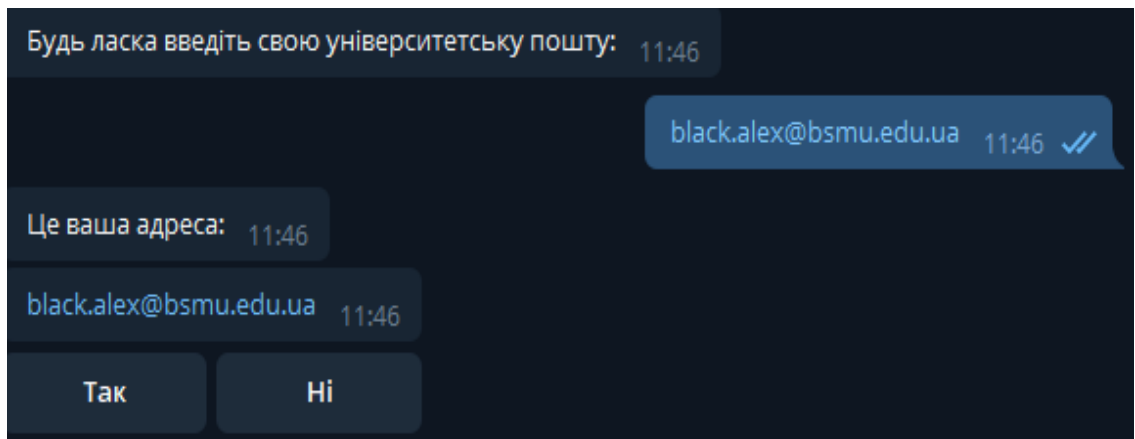 Будь ласка введіть свою університетську пошту: 11:46
black.alex@bsmu.edu.ua 11:46
Це ваша адреса: 11:46
black.alex@bsmu.edu.ua 11:46
Так Ні